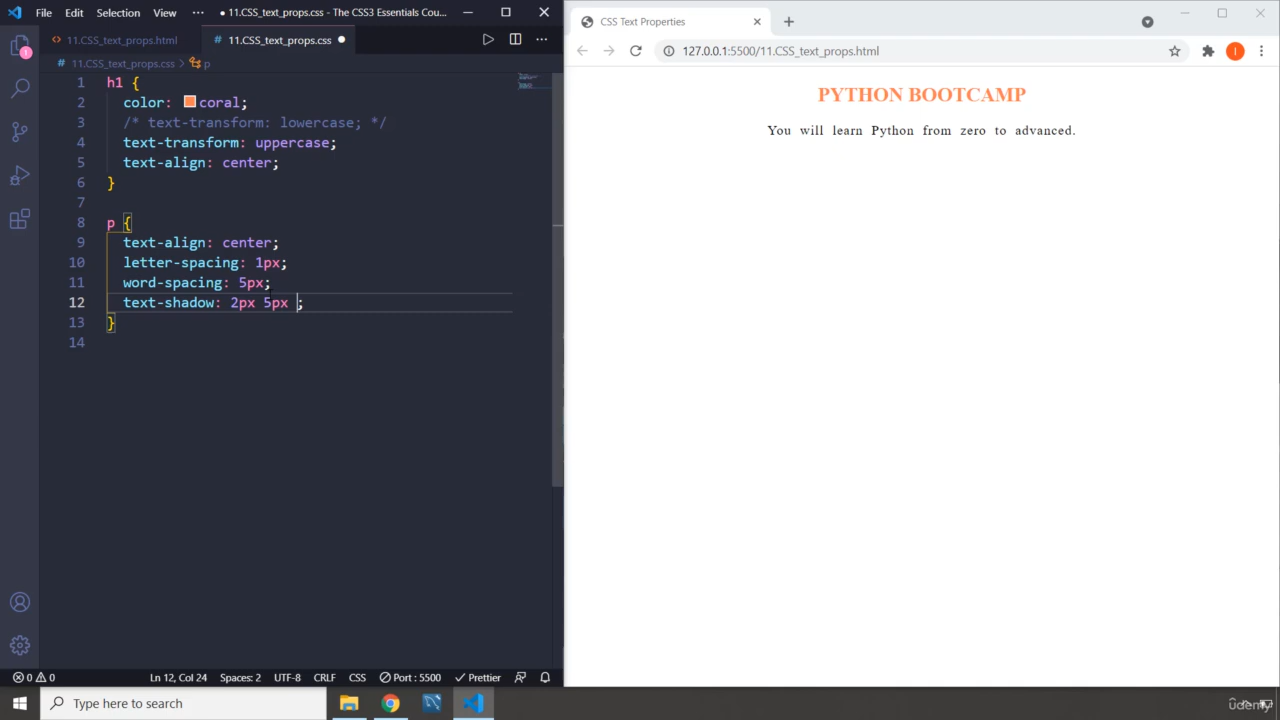 File Edit Selection View ··· 11.CSS_text_props.css - The CSS3 Essentials Cou...
11.CSS_text_props.html # 11.CSS_text_props.css
# 11.CSS_text_props.css > p
1 h1 {
2 color: coral;
3 /* text-transform: lowercase; */
4 text-transform: uppercase;
5 text-align: center;
6 }
7
8 p {
9 text-align: center;
10 letter-spacing: 1px;
11 word-spacing: 5px;
12 text-shadow: 2px 5px ;
13 }
14
1
0 0 Ln 12, Col 24 Spaces: 2 UTF-8 CRLF CSS Port : 5500 Prettier
CSS Text Properties
127.0.0.1:5500/11.CSS_text_props.html
I
PYTHON BOOTCAMP
You will learn Python from zero to advanced.
Type here to search
udemy